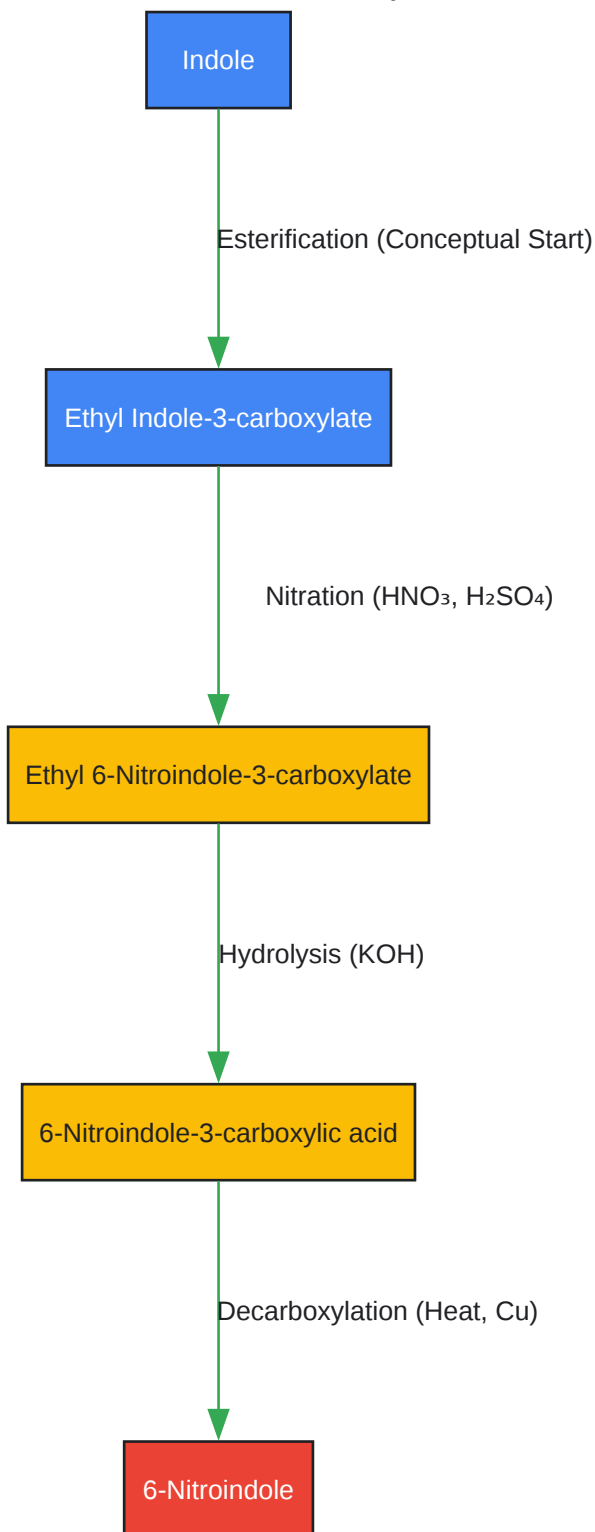 Indole
Esterification (Conceptual Start)
Ethyl Indole-3-carboxylate
Nitration (HNO₃, H₂SO₄)
Ethyl 6-Nitroindole-3-carboxylate
Hydrolysis (KOH)
6-Nitroindole-3-carboxylic acid
Decarboxylation (Heat, Cu)
6-Nitroindole